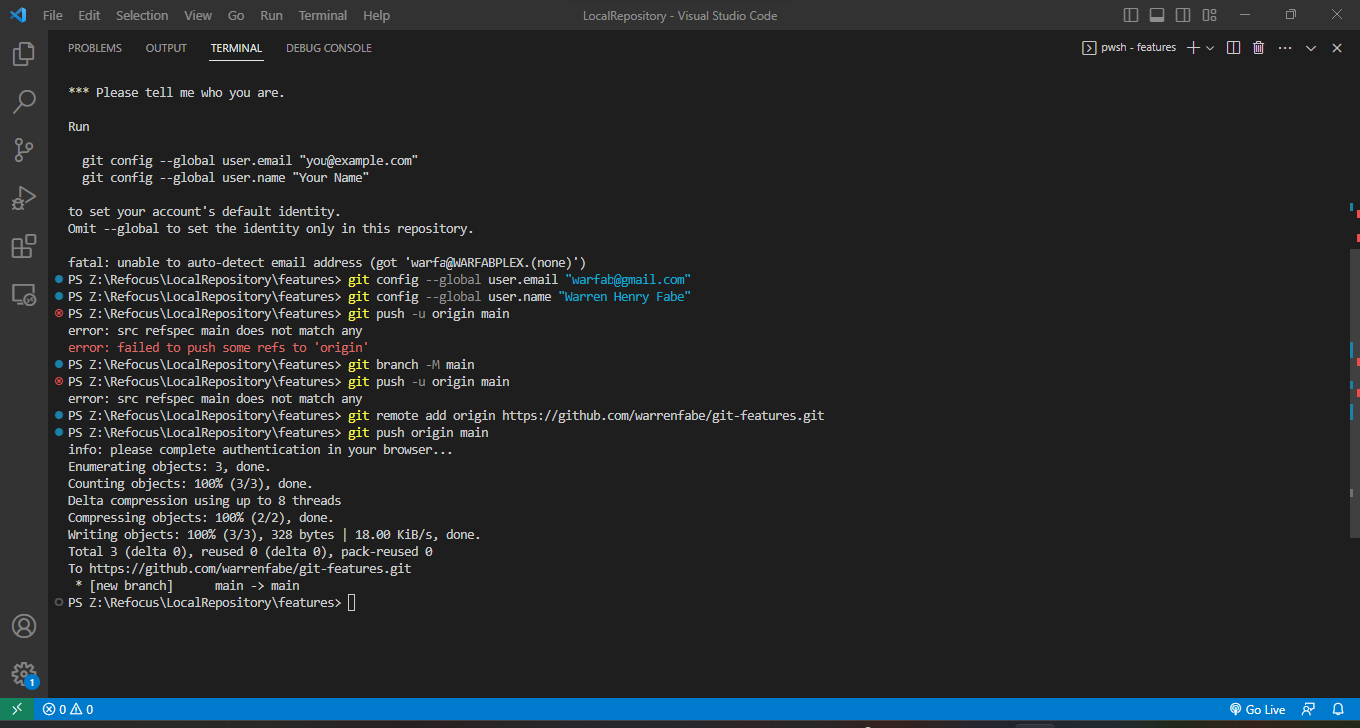 File Edit Selection View Go Run Terminal Help LocalRepository - Visual Studio Code
PROBLEMS OUTPUT TERMINAL DEBUG CONSOLE pwsh - features
*** Please tell me who you are.
Run
git config --global user.email "you@example.com"
git config --global user.name "Your Name"
to set your account's default identity.
Omit --global to set the identity only in this repository.
fatal: unable to auto-detect email address (got 'warfa@WARFABPLEX.(none)')
PS Z:\Refocus\LocalRepository\features> git config --global user.email "warfab@gmail.com"
PS Z:\Refocus\LocalRepository\features> git config --global user.name "Warren Henry Fabe"
PS Z:\Refocus\LocalRepository\features> git push -u origin main
error: src refspec main does not match any
error: failed to push some refs to 'origin'
PS Z:\Refocus\LocalRepository\features> git branch -M main
PS Z:\Refocus\LocalRepository\features> git push -u origin main
error: src refspec main does not match any
PS Z:\Refocus\LocalRepository\features> git remote add origin https://github.com/warrenfabe/git-features.git
PS Z:\Refocus\LocalRepository\features> git push origin main
info: please complete authentication in your browser...
Enumerating objects: 3, done.
Counting objects: 100% (3/3), done.
Delta compression using up to 8 threads
Compressing objects: 100% (2/2), done.
Writing objects: 100% (3/3), 328 bytes | 18.00 KiB/s, done.
Total 3 (delta 0), reused 0 (delta 0), pack-reused 0
To https://github.com/warrenfabe/git-features.git
* [new branch] main -> main
PS Z:\Refocus\LocalRepository\features>
1
0 0 Go Live